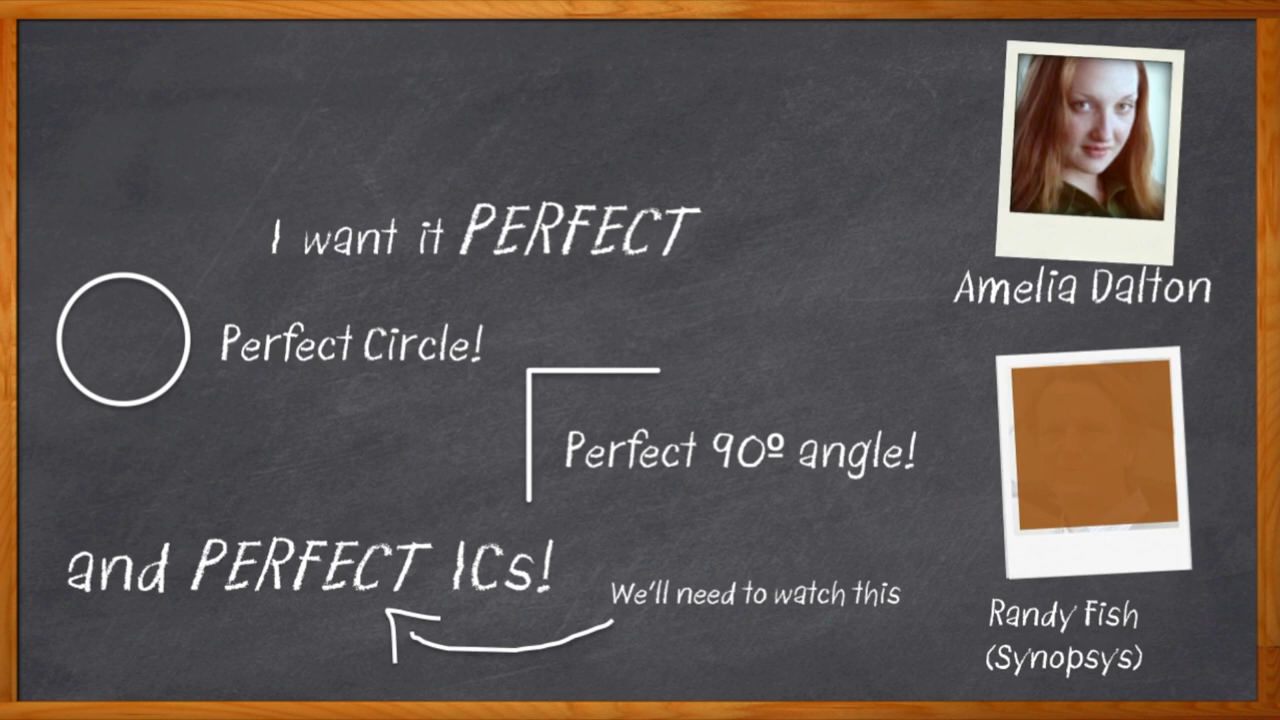 I want it PERFECT
Perfect Circle!
Perfect 90º angle!
and PERFECT ICs!
We'll need to watch this
Amelia Dalton
Randy Fish
(Synopsys)